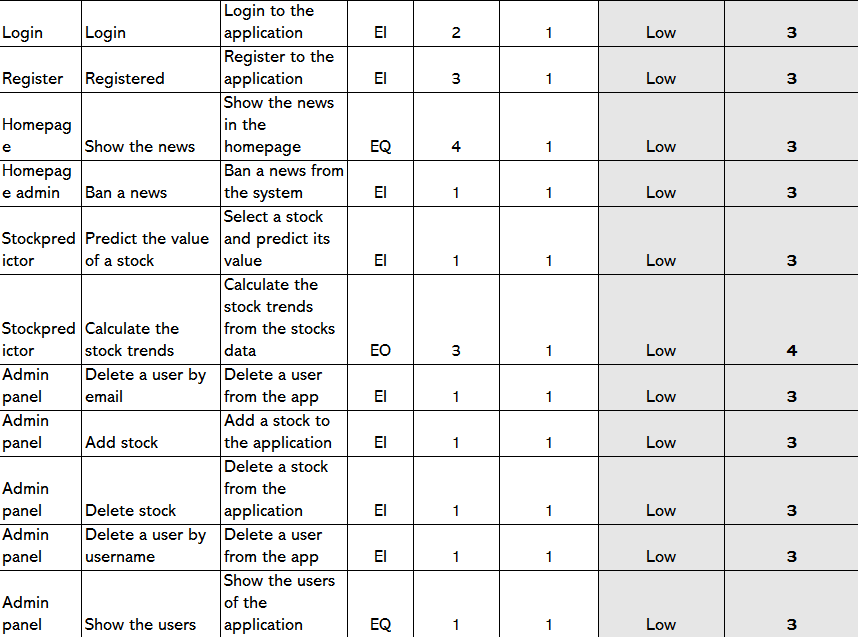 Login Login Login to the application EI 2 1 Low 3
Register Registered Register to the application EI 3 1 Low 3
Homepag e Show the news Show the news in the homepage EQ 4 1 Low 3
Homepag e admin Ban a news Ban a news from the system EI 1 1 Low 3
Stockpred ictor Predict the value of a stock Select a stock and predict its value EI 1 1 Low 3
Stockpred ictor Calculate the stock trends Calculate the stock trends from the stocks data EO 3 1 Low 4
Admin panel Delete a user by email Delete a user from the app EI 1 1 Low 3
Admin panel Add stock Add a stock to the application EI 1 1 Low 3
Admin panel Delete stock Delete a stock from the application EI 1 1 Low 3
Admin panel Delete a user by username Delete a user from the app EI 1 1 Low 3
Admin panel Show the users Show the users of the application EQ 1 1 Low 3